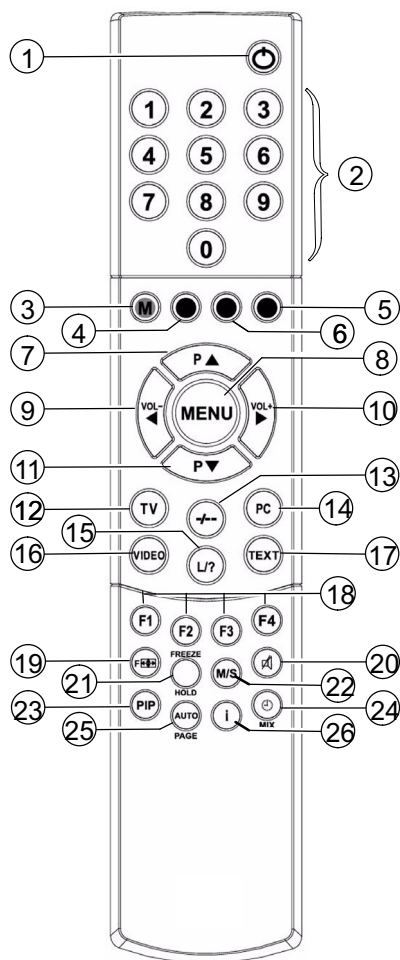 1
1 2 3
4 5 6
2
7 8 9
0
3 M 5
4 6
7 P▲ 8
9 VOL- MENU VOL+ 10
11 P▼
13
12 TV -/-- PC 14
15
16 VIDEO L/? TEXT 17
18
F1 F2 F3 F4
FREEZE
19 F M/S 20
21 HOLD 22
23 PIP AUTO i 24
25 PAGE 26 MIX